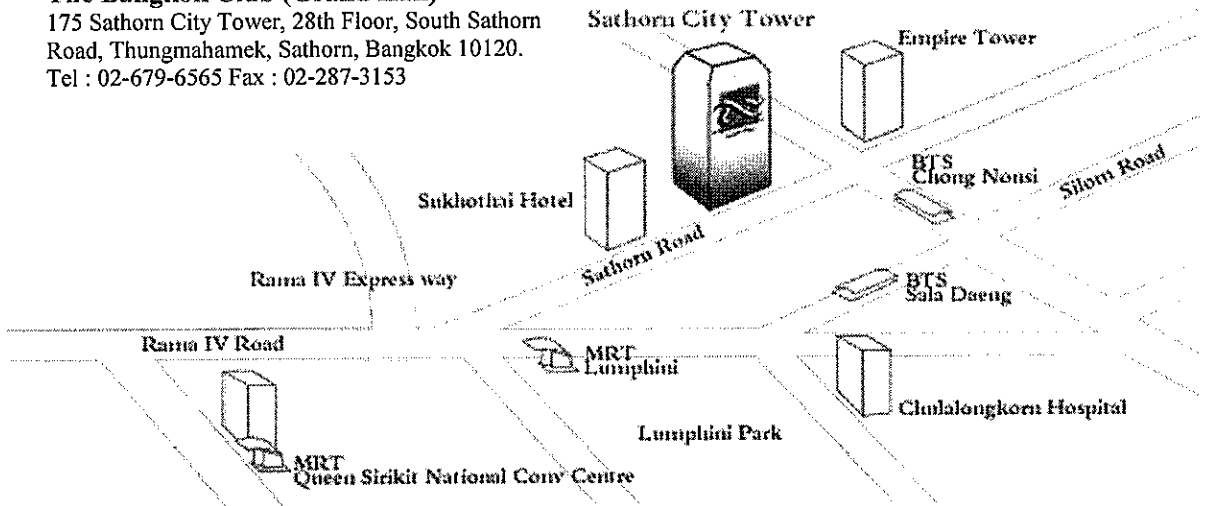 175 Sathorn City Tower, 28th Floor, South Sathorn
Road, Thungmahamek, Sathorn, Bangkok 10120.
Tel : 02-679-6565 Fax : 02-287-3153
Sathorn City Tower
Empire Tower
BTS
Chong Nonsi
Silom Road
Sukhothai Hotel
Sathorn Road
Rama IV Express way
BTS
Sala Daeng
Rama IV Road
MRT
Lumphini
Chulalongkorn Hospital
Lumphini Park
MRT
Queen Sirikit National Conv Centre